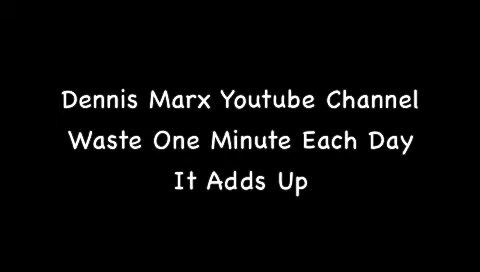 Dennis Marx Youtube Channel
Waste One Minute Each Day
It Adds Up